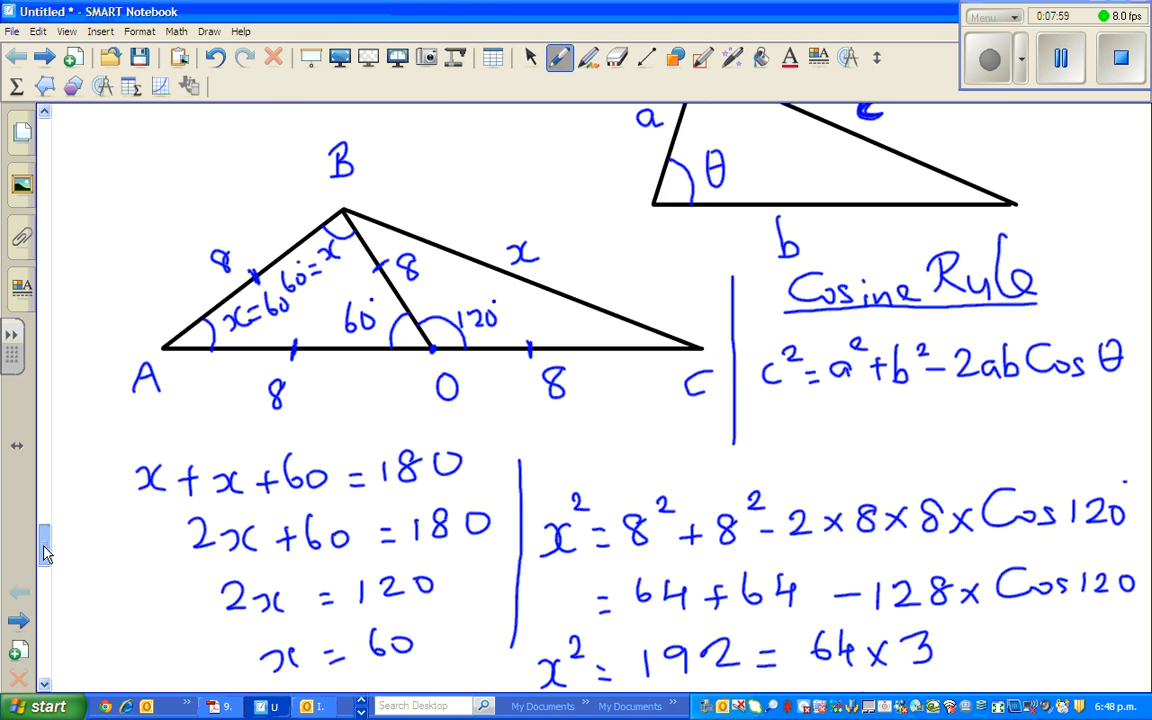 Untitled * - SMART Notebook
File Edit View Insert Format Math Draw Help
Menu 0:07:59 8.0 fps
a c
θ
b
B
8 60°=x 8 x
x=60° 60° 120°
A 8 O 8 C
Cosine Rule
c² = a² + b² - 2ab Cos θ
x + x + 60 = 180
2x + 60 = 180
2x = 120
x = 60
x² = 8² + 8² - 2 × 8 × 8 × Cos 120°
= 64 + 64 - 128 × Cos 120
x² = 192 = 64 × 3
start 9. U I. Search Desktop My Documents My Documents 6:48 p.m.